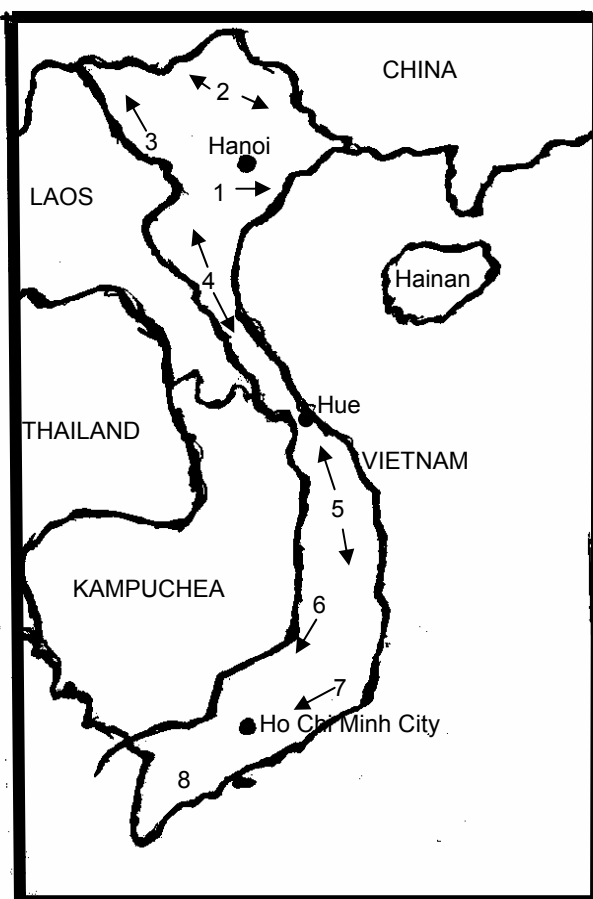 CHINA
2
3
Hanoi
1
LAOS
4
Hainan
Hue
THAILAND
VIETNAM
5
KAMPUCHEA
6
7
Ho Chi Minh City
8